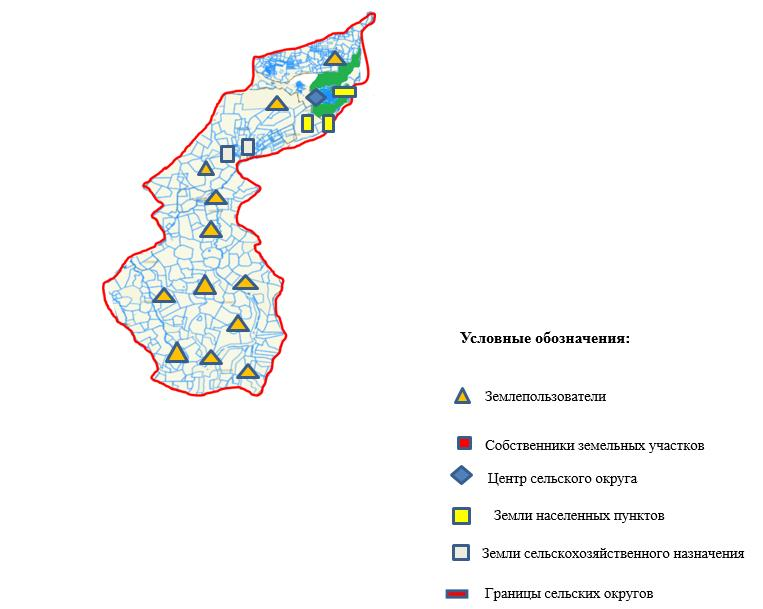 Условные обозначения:
Землепользователи
Собственники земельных участков
Центр сельского округа
Земли населенных пунктов
Земли сельскохозяйственного назначения
Границы сельских округов